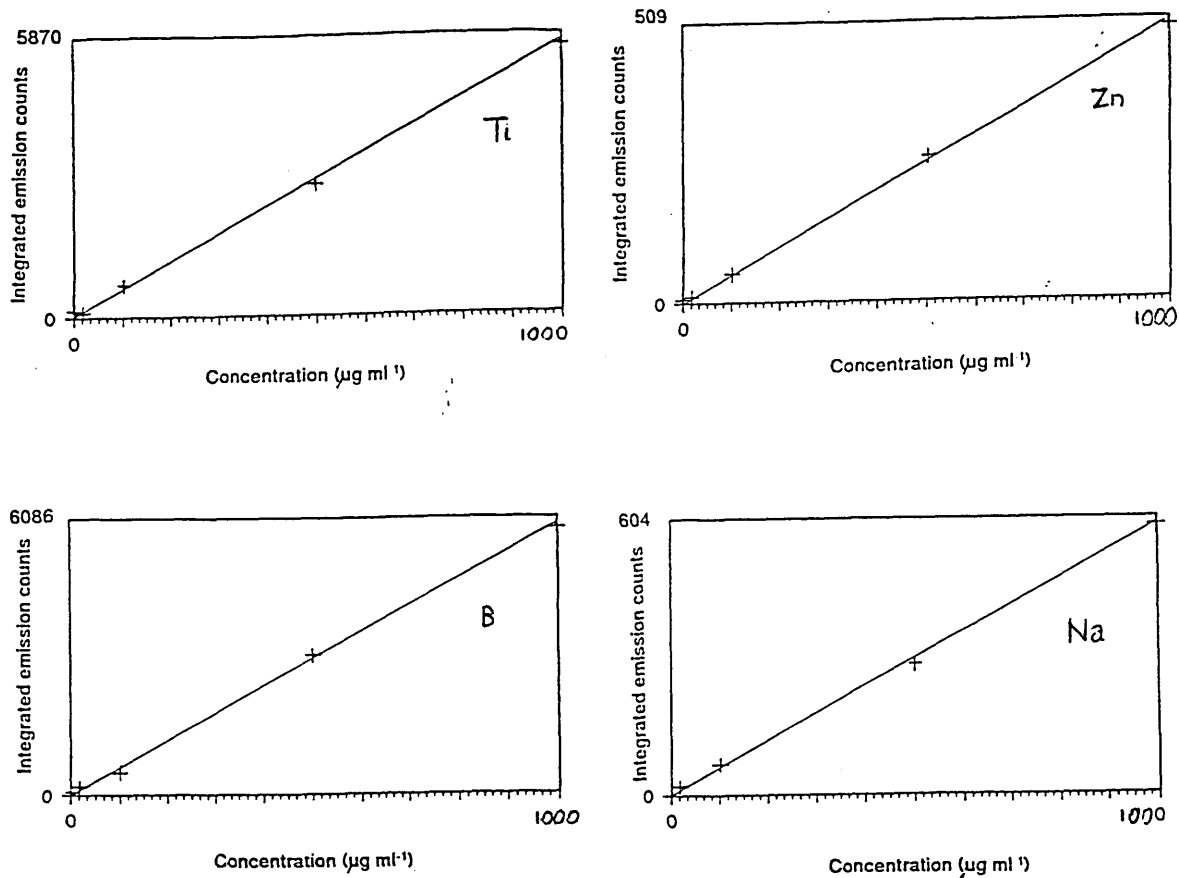 5870
Integrated emission counts
Ti
0
0
1000
Concentration (µg ml⁻¹)
509
Integrated emission counts
Zn
0
0
1000
Concentration (µg ml⁻¹)
6086
Integrated emission counts
B
0
0
1000
Concentration (µg ml⁻¹)
604
Integrated emission counts
Na
0
0
1000
Concentration (µg ml⁻¹)